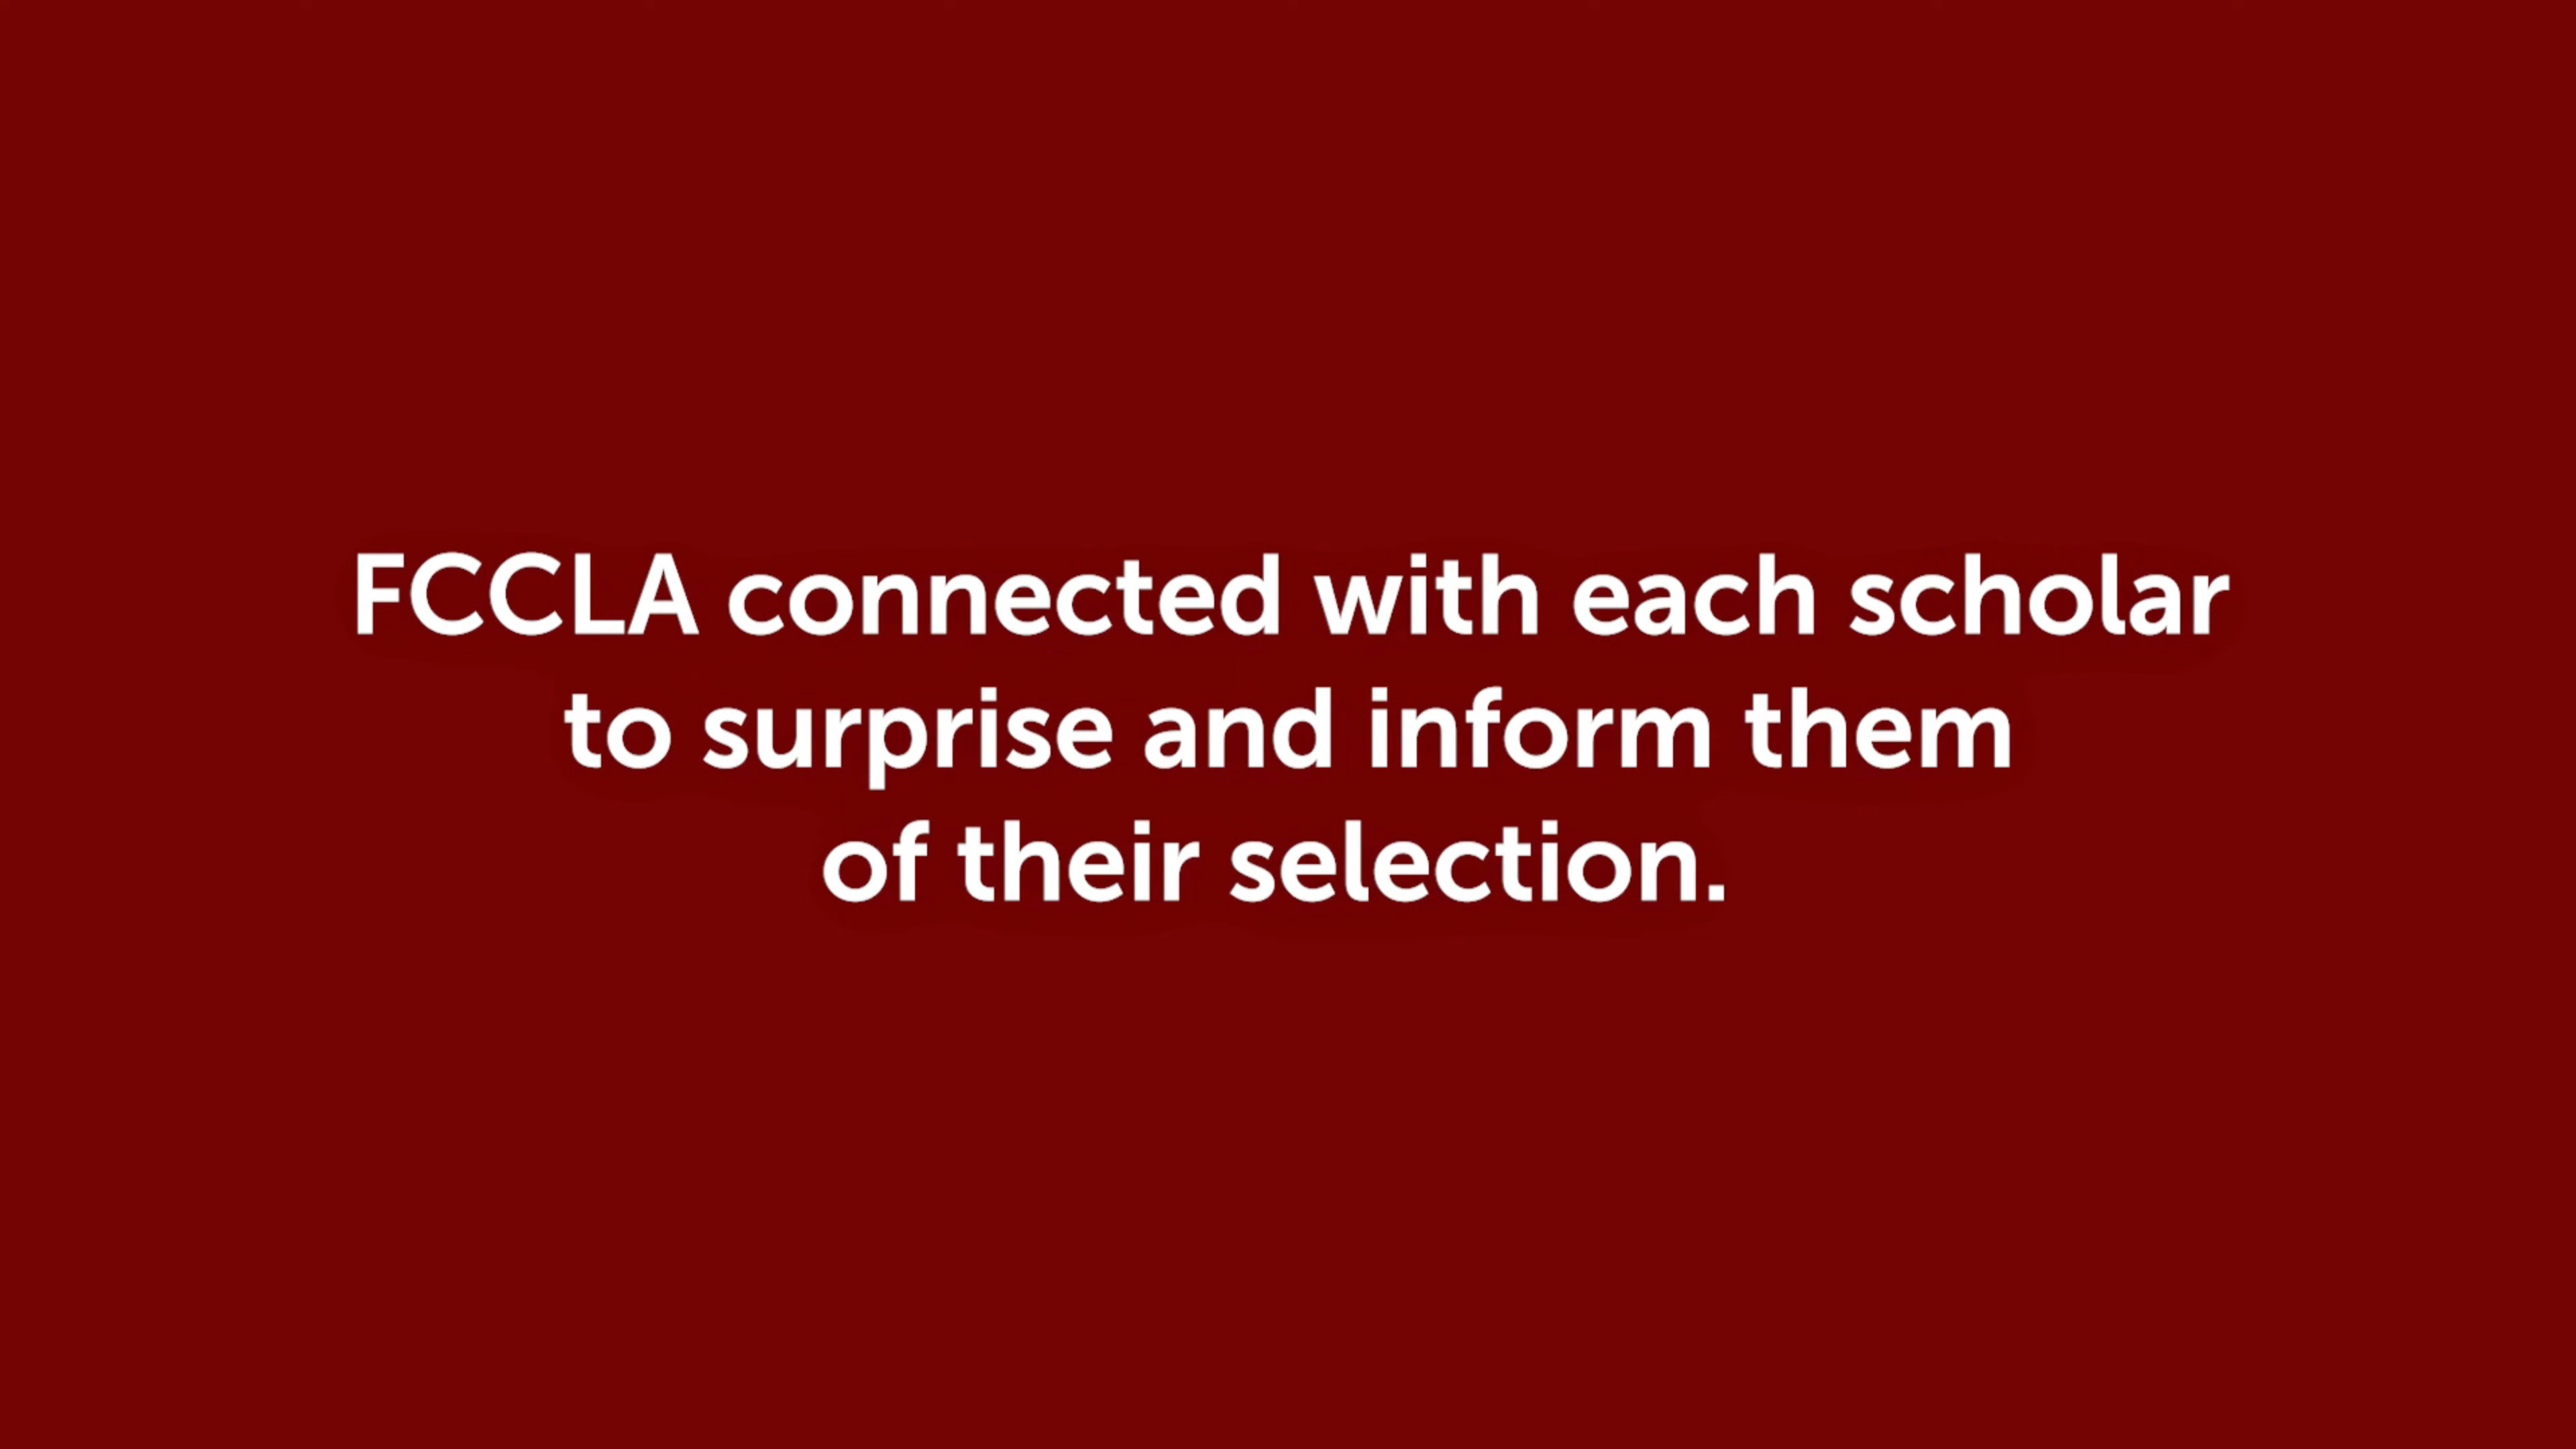 FCCLA connected with each scholar
to surprise and inform them
of their selection.